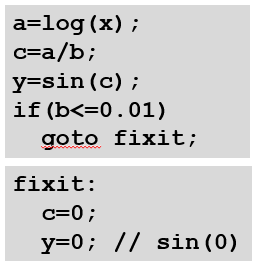 a=log(x);
c=a/b;
y=sin(c);
if(b<=0.01)
  goto fixit;
fixit:
  c=0;
  y=0; // sin(0)